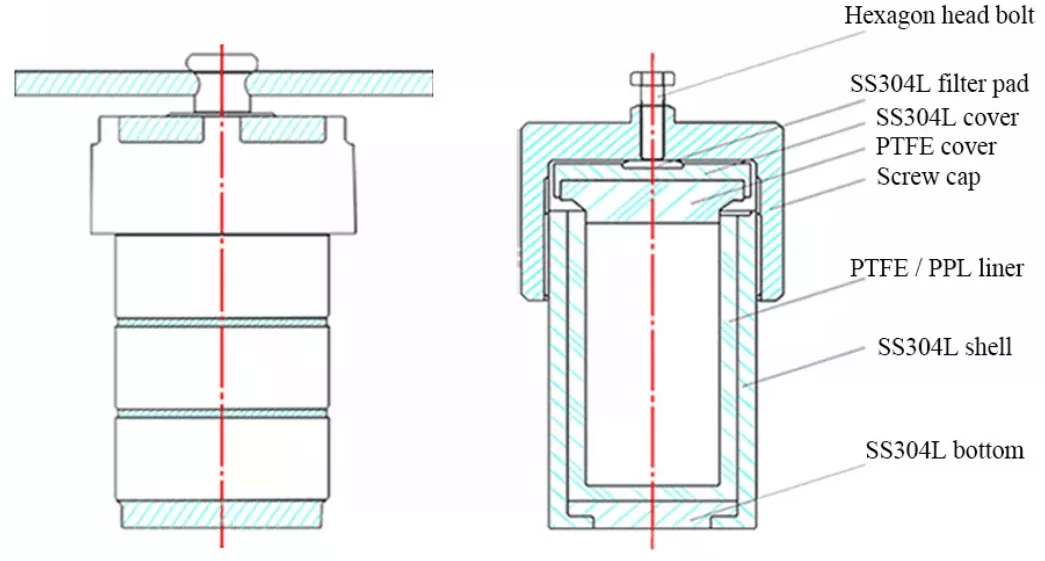 Hexagon head bolt
SS304L filter pad
SS304L cover
PTFE cover
Screw cap
PTFE / PPL liner
SS304L shell
SS304L bottom